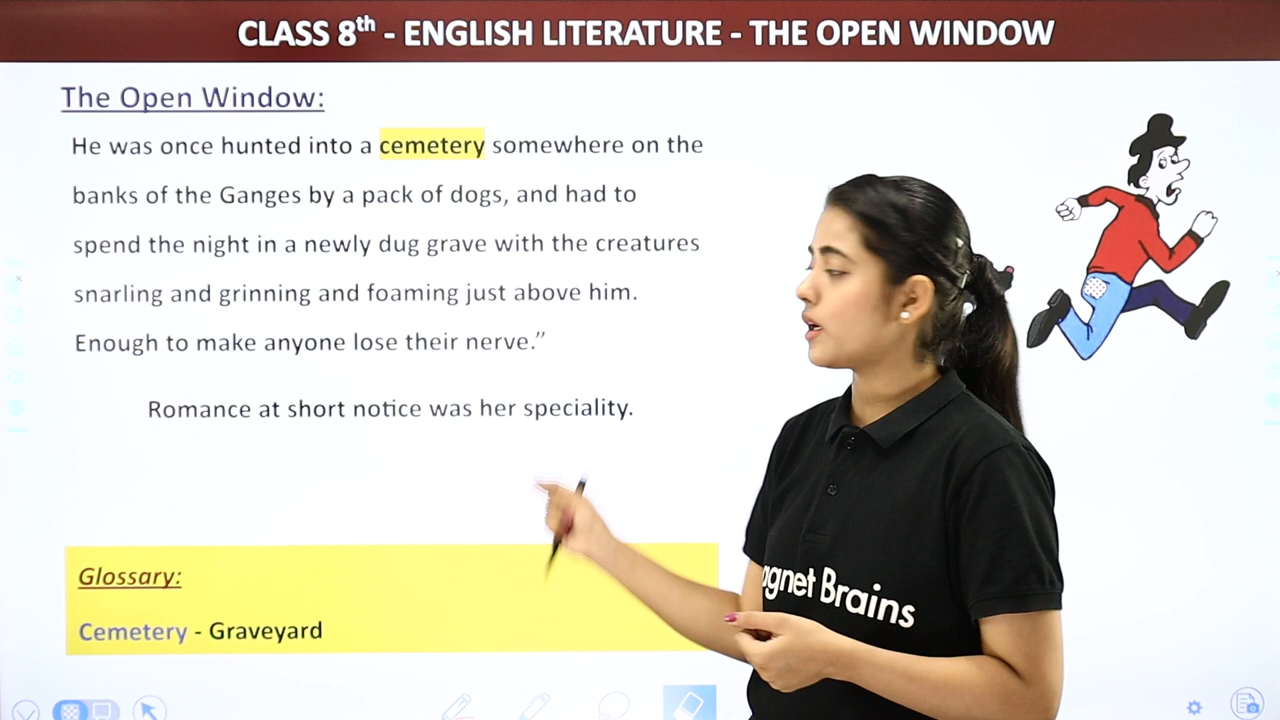 CLASS 8th - ENGLISH LITERATURE - THE OPEN WINDOW
The Open Window:
He was once hunted into a cemetery somewhere on the
banks of the Ganges by a pack of dogs, and had to
spend the night in a newly dug grave with the creatures
snarling and grinning and foaming just above him.
Enough to make anyone lose their nerve.”
Romance at short notice was her speciality.
Glossary:
Cemetery - Graveyard
agnet Brains